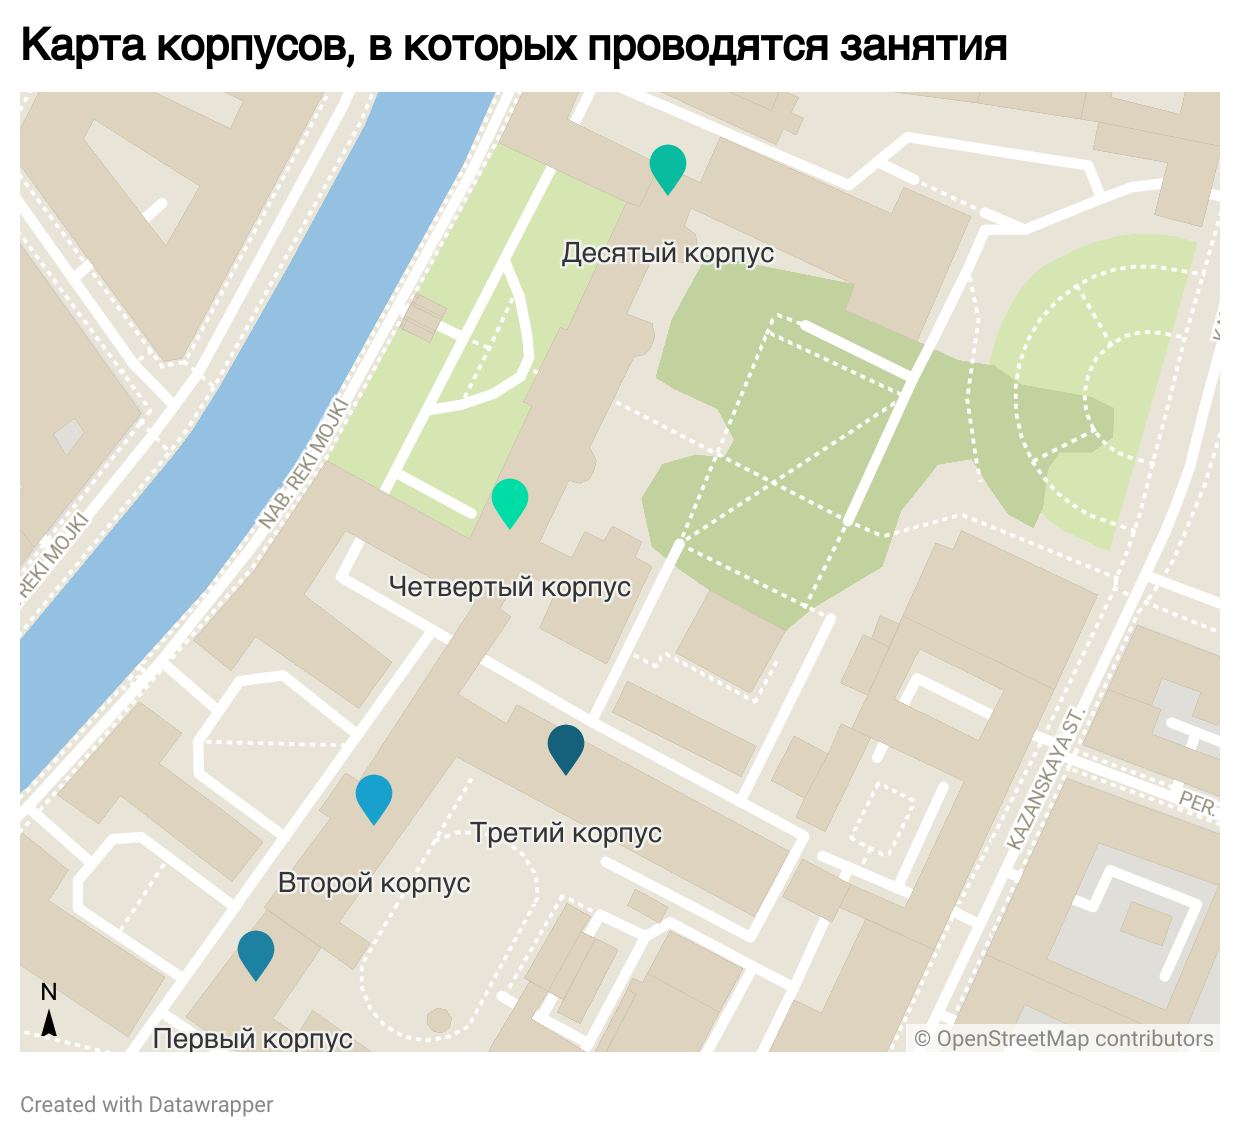 Карта корпусов, в которых проводятся занятия
Десятый корпус
NAB. REKI MOJKI
REKI MOJKI
Четвертый корпус
KAZANSKAYA ST.
PER.
Третий корпус
Второй корпус
Первый корпус
N
© OpenStreetMap contributors
Created with Datawrapper